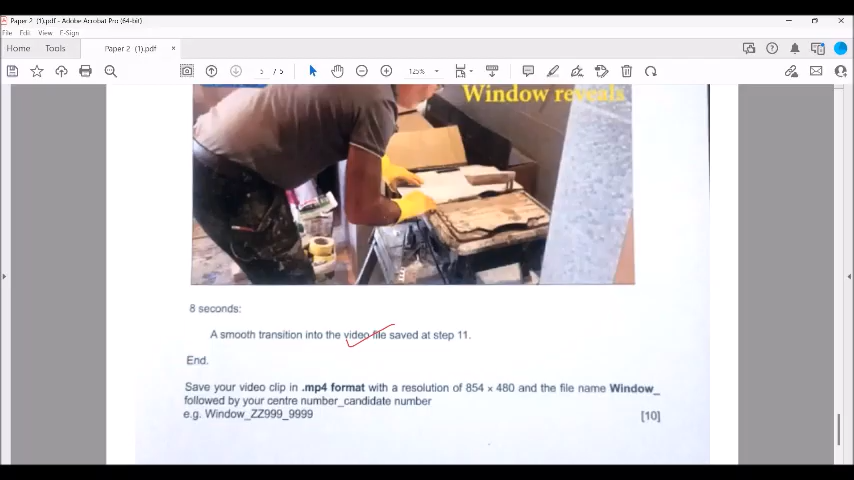 Paper 2 (1).pdf - Adobe Acrobat Pro (64-bit)
File Edit View E-Sign
Home Tools Paper 2 (1).pdf ×
5 / 5 125%
Window reveals
8 seconds:
A smooth transition into the video file saved at step 11.
End.
Save your video clip in .mp4 format with a resolution of 854 × 480 and the file name Window_
followed by your centre number_candidate number
e.g. Window_ZZ999_9999
[10]